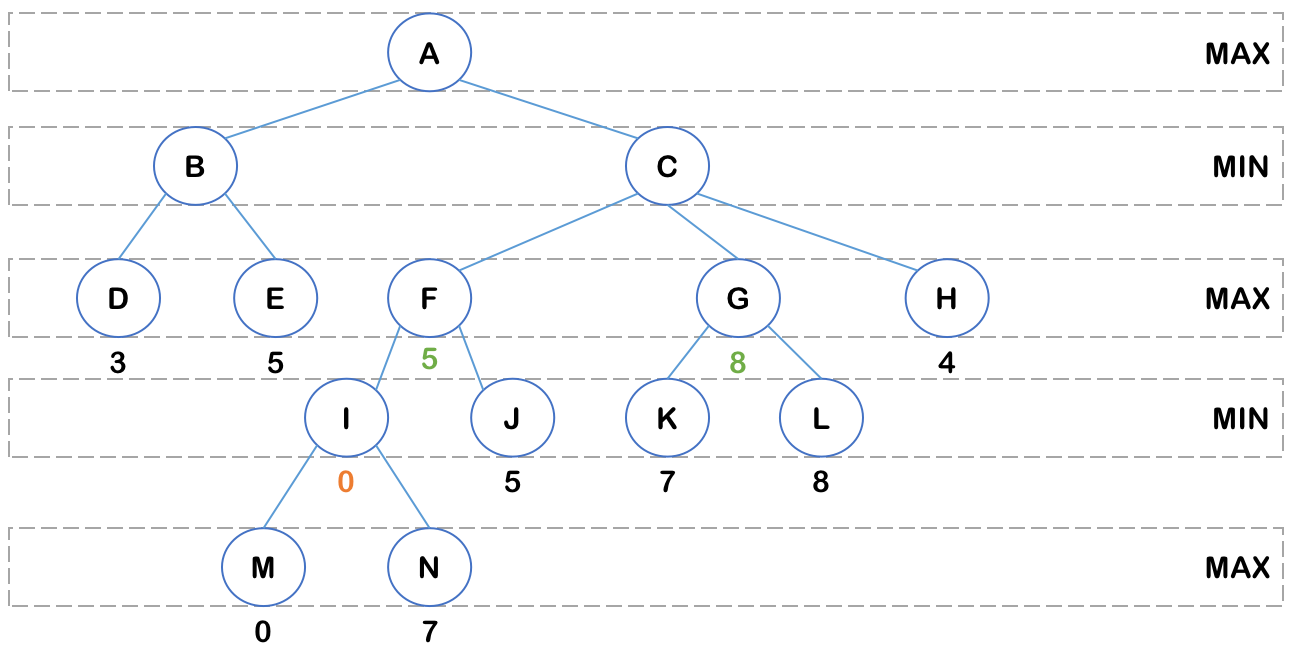 A MAX
B C MIN
D E F G H MAX
3 5 5 8 4
I J K L MIN
0 5 7 8
M N MAX
0 7